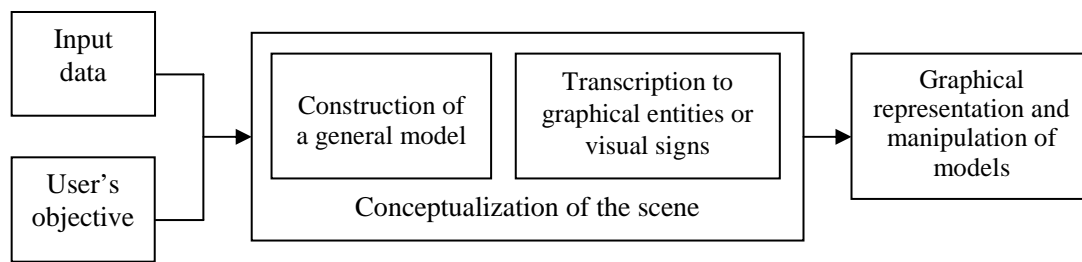 Input
data
User's
objective
Construction of
a general model
Transcription to
graphical entities or
visual signs
Conceptualization of the scene
Graphical
representation and
manipulation of
models